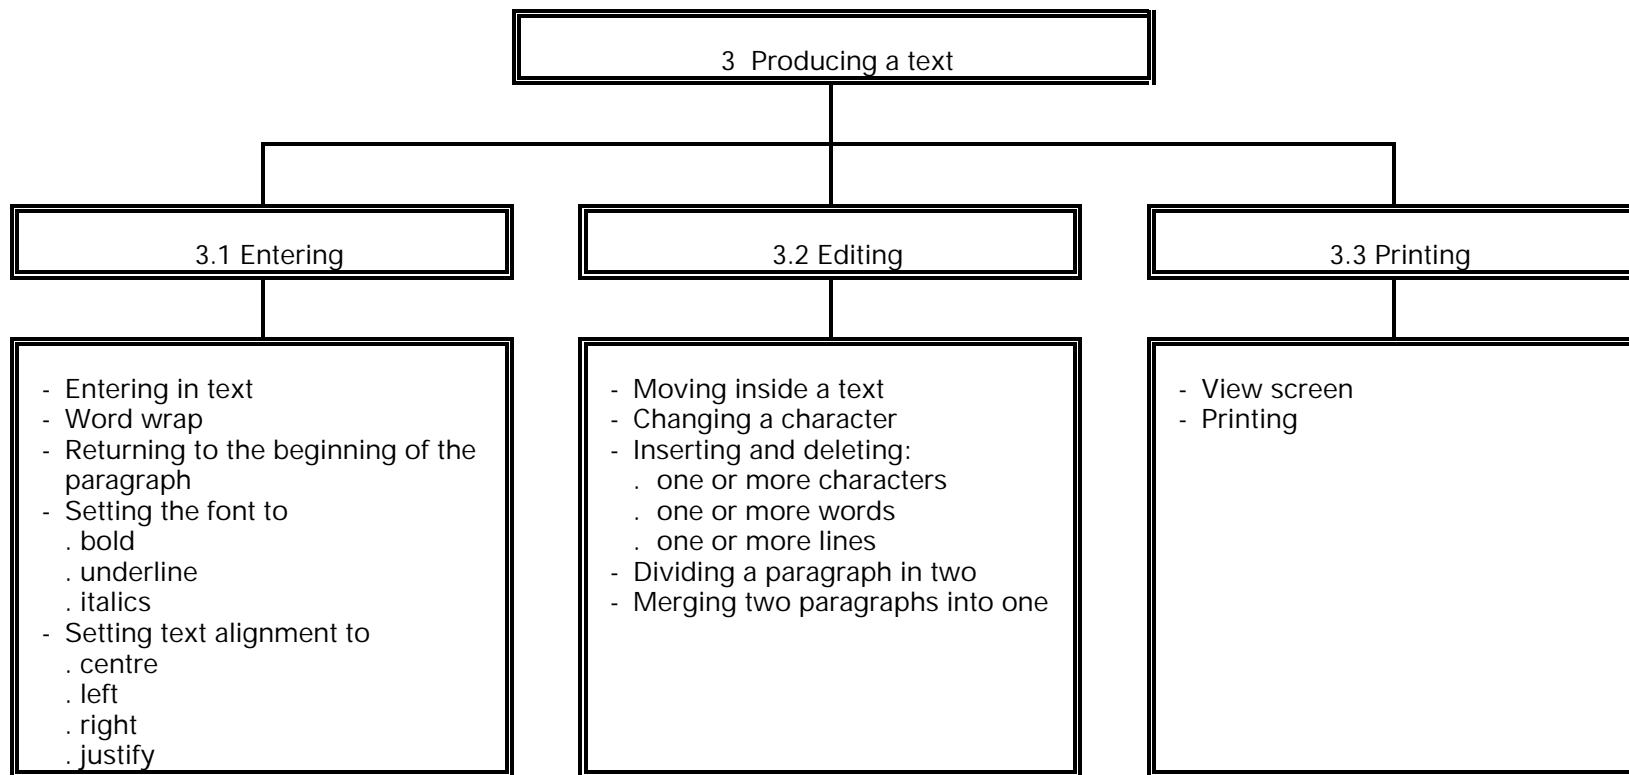 3 Producing a text
3.1 Entering
3.2 Editing
3.3 Printing
- Entering in text
- Word wrap
- Returning to the beginning of the
paragraph
- Setting the font to
. bold
. underline
. italics
- Setting text alignment to
. centre
. left
. right
. justify
- Moving inside a text
- Changing a character
- Inserting and deleting:
. one or more characters
. one or more words
. one or more lines
- Dividing a paragraph in two
- Merging two paragraphs into one
- View screen
- Printing